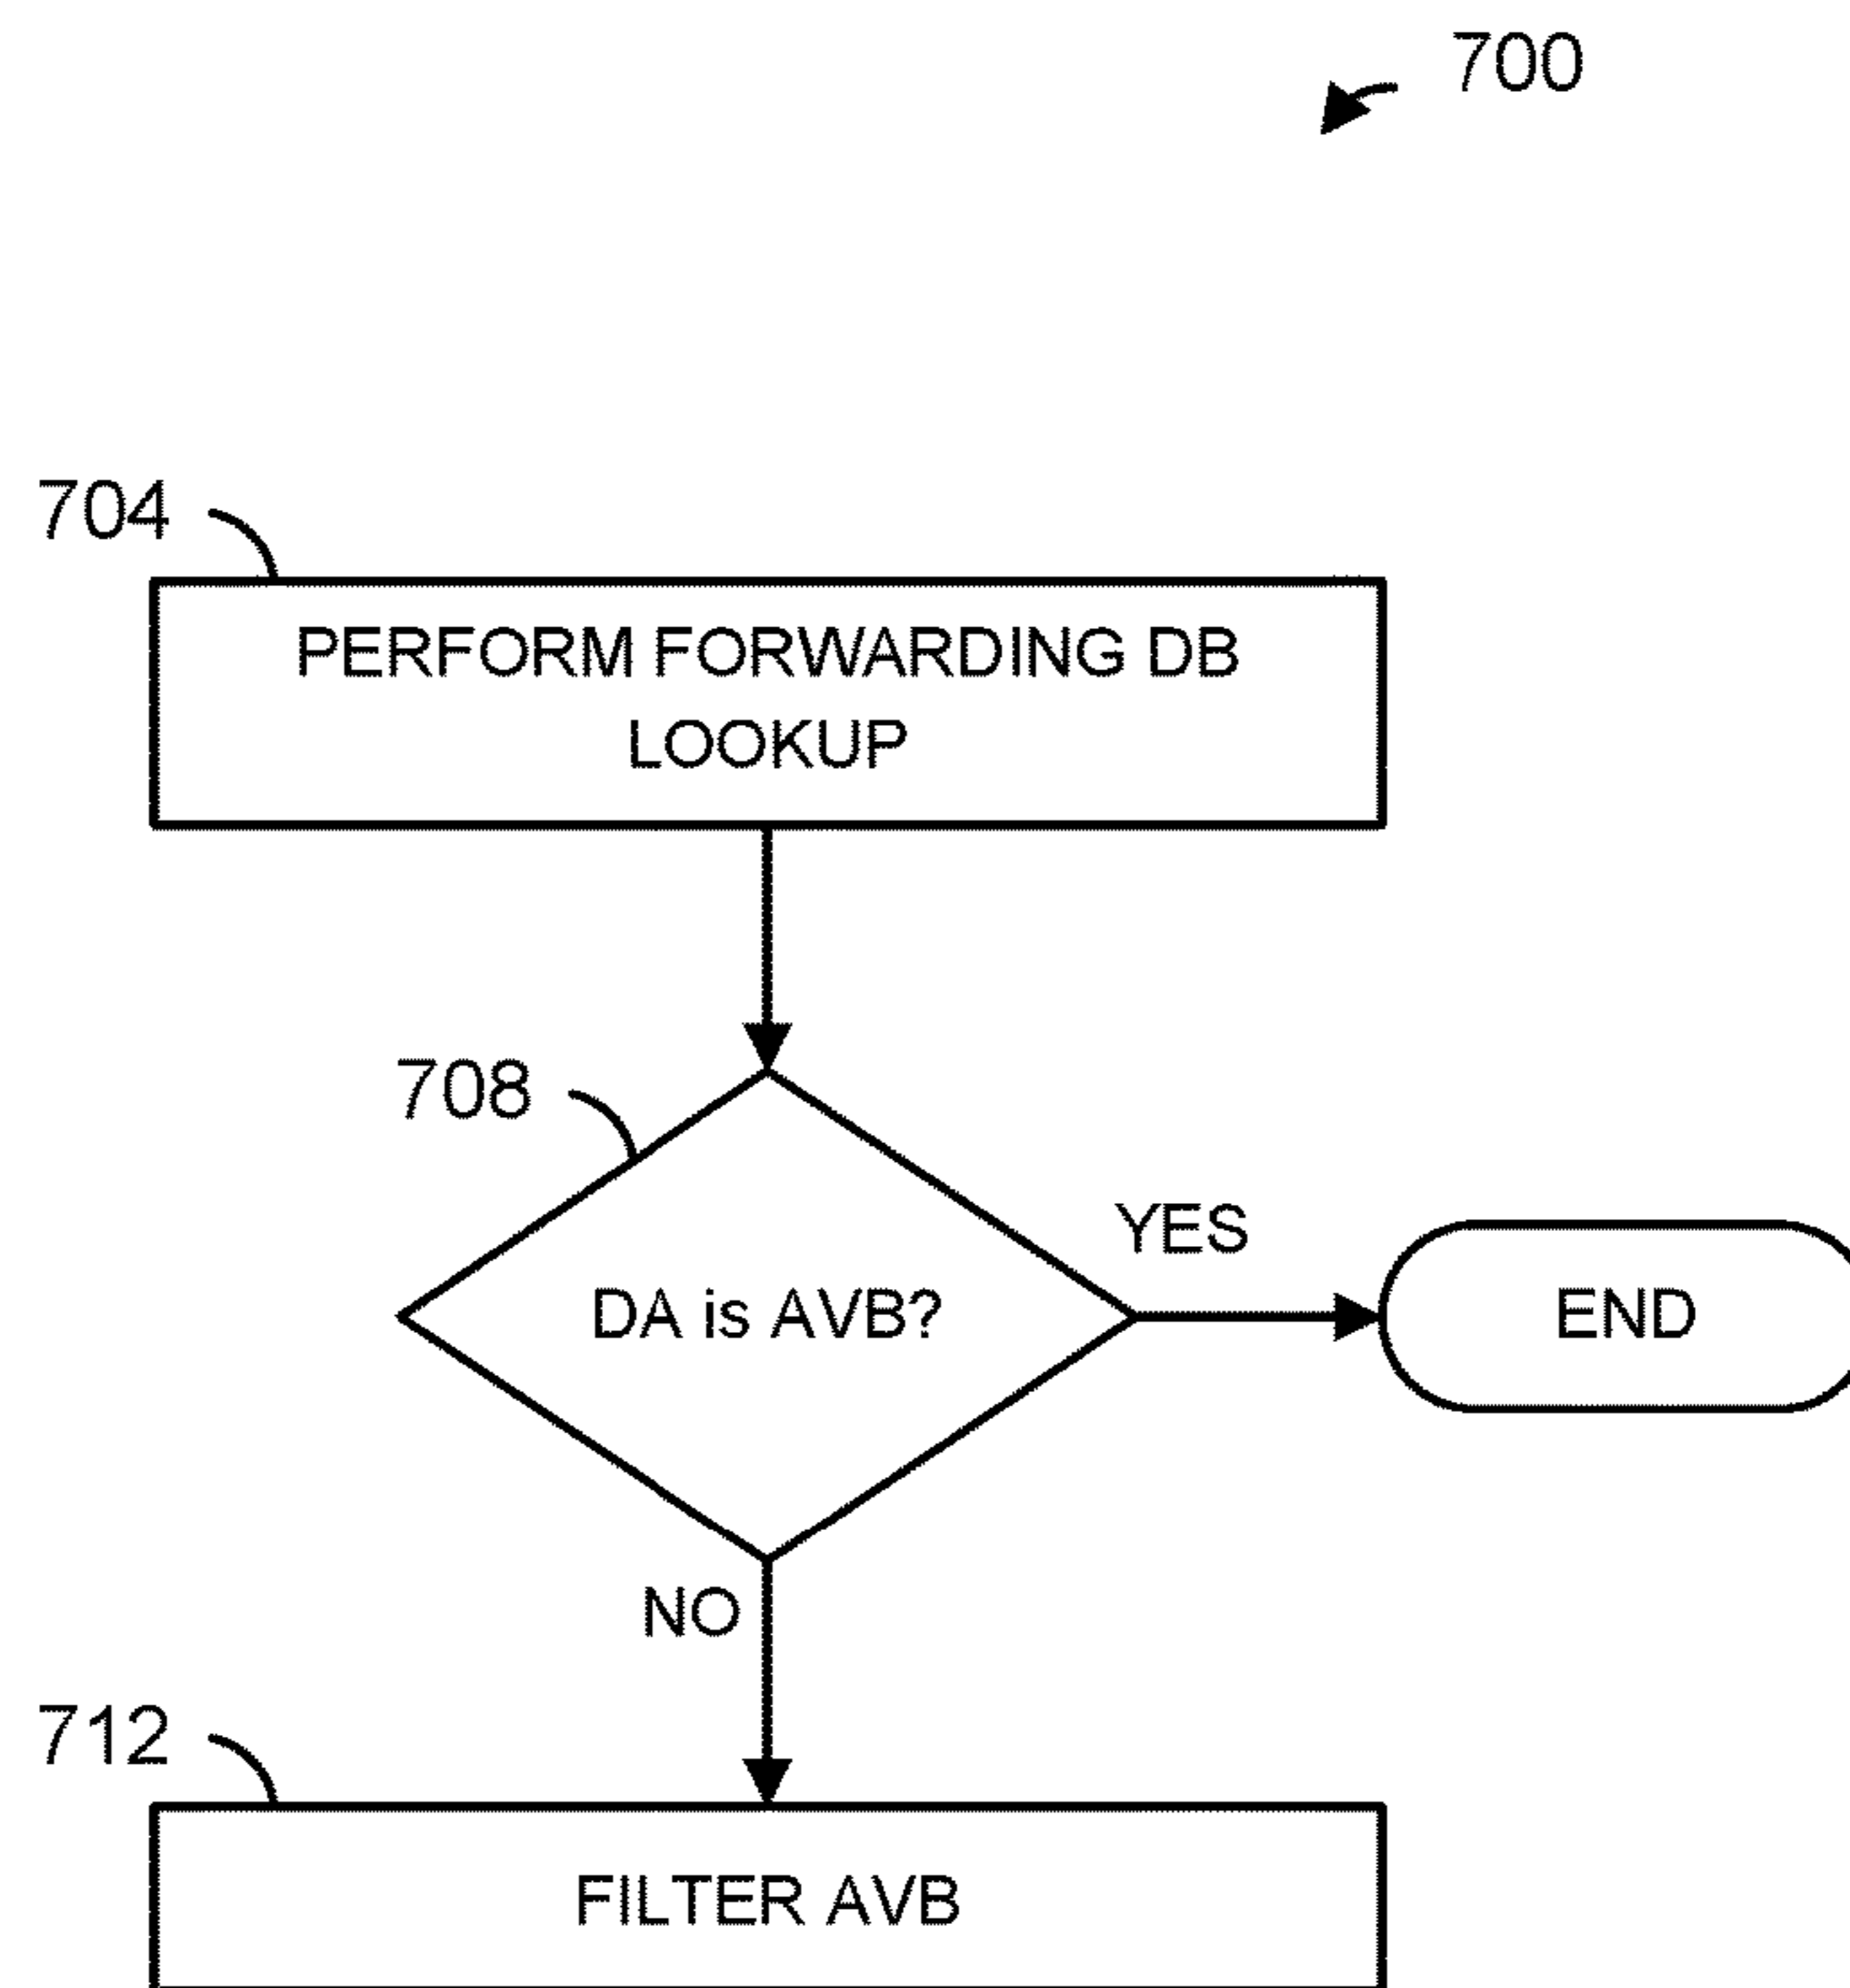 700
704
PERFORM FORWARDING DB
LOOKUP
708
DA is AVB?
YES
END
NO
712
FILTER AVB